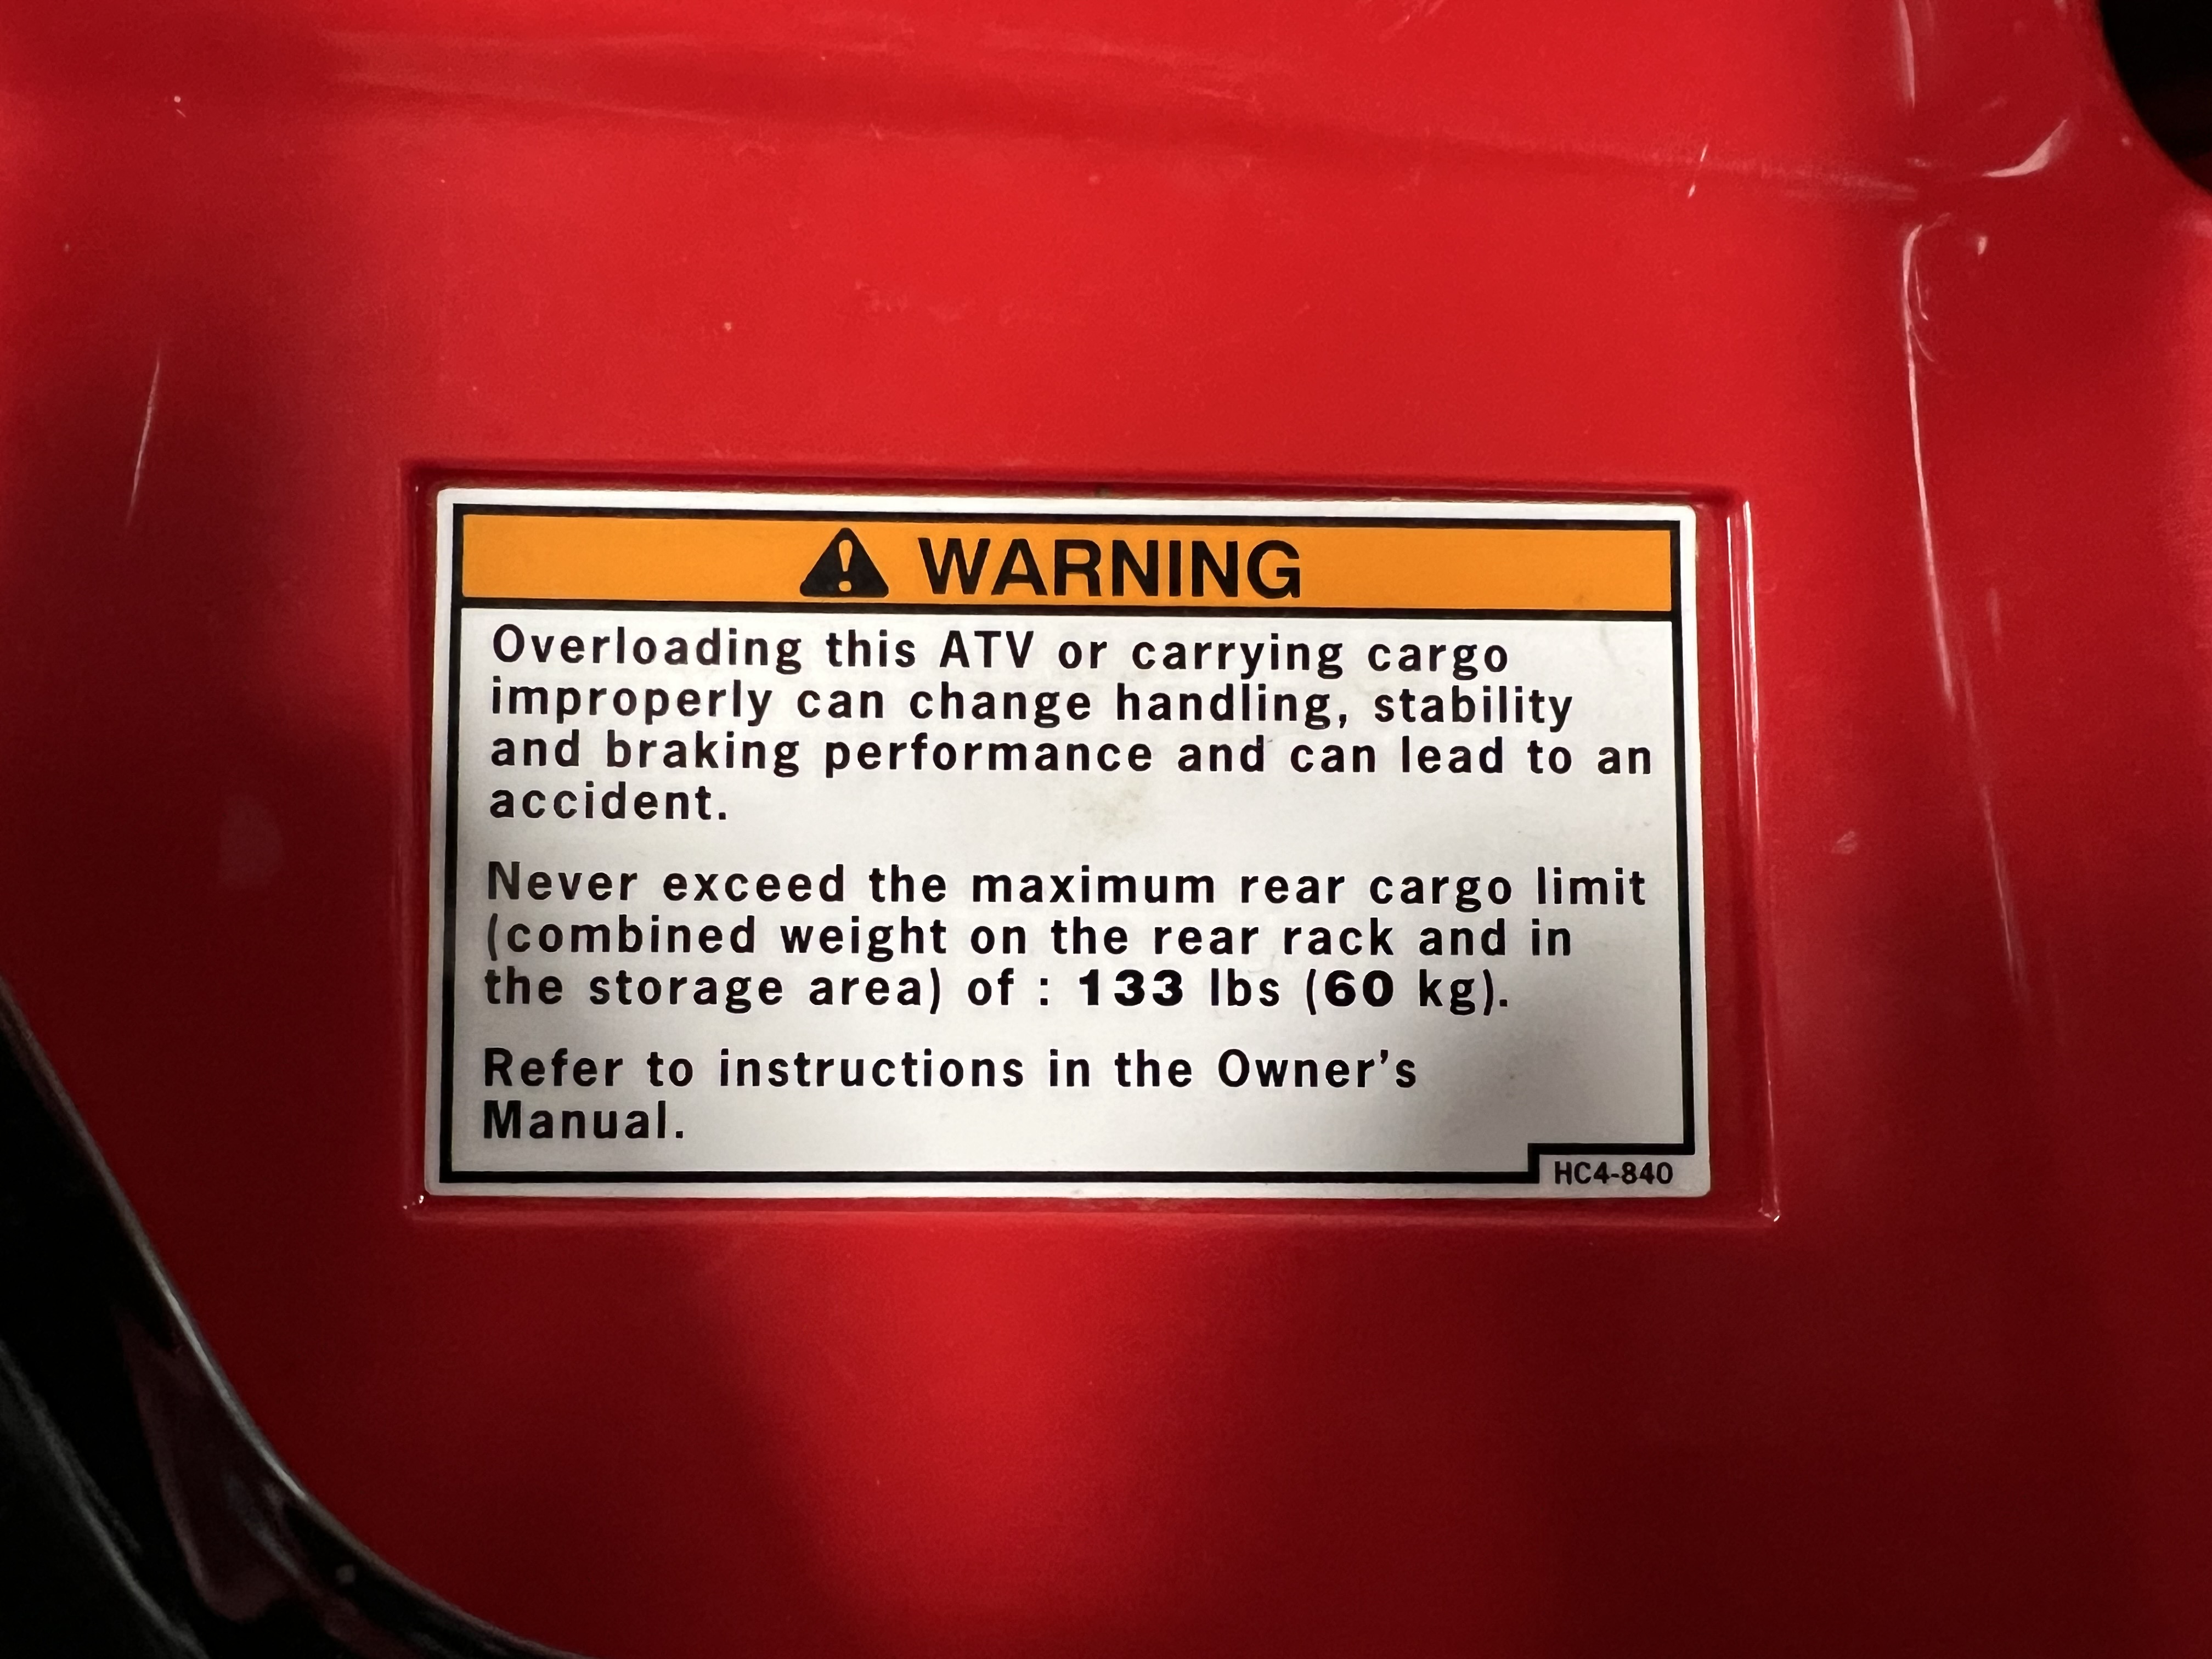 WARNING
Overloading this ATV or carrying cargo
improperly can change handling, stability
and braking performance and can lead to an
accident.
Never exceed the maximum rear cargo limit
(combined weight on the rear rack and in
the storage area) of : 133 lbs (60 kg).
Refer to instructions in the Owner's
Manual.
HC4-840